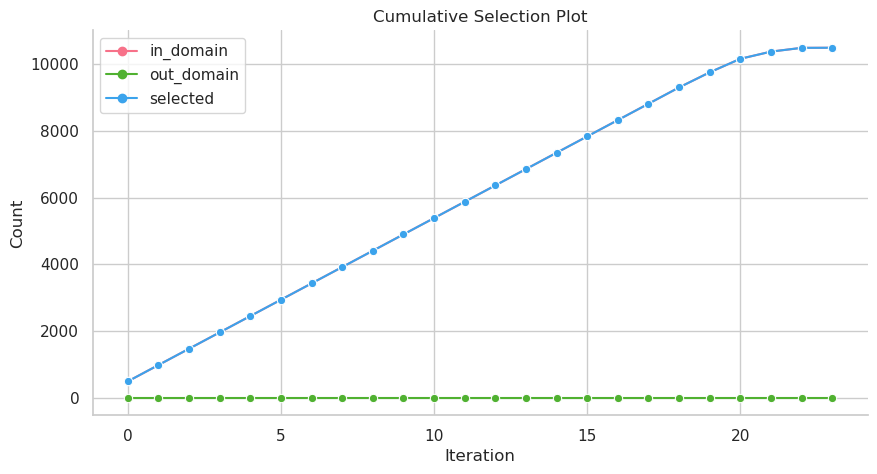 Cumulative Selection Plot
in_domain
out_domain
selected
Count
10000
8000
6000
4000
2000
0
0 5 10 15 20
Iteration